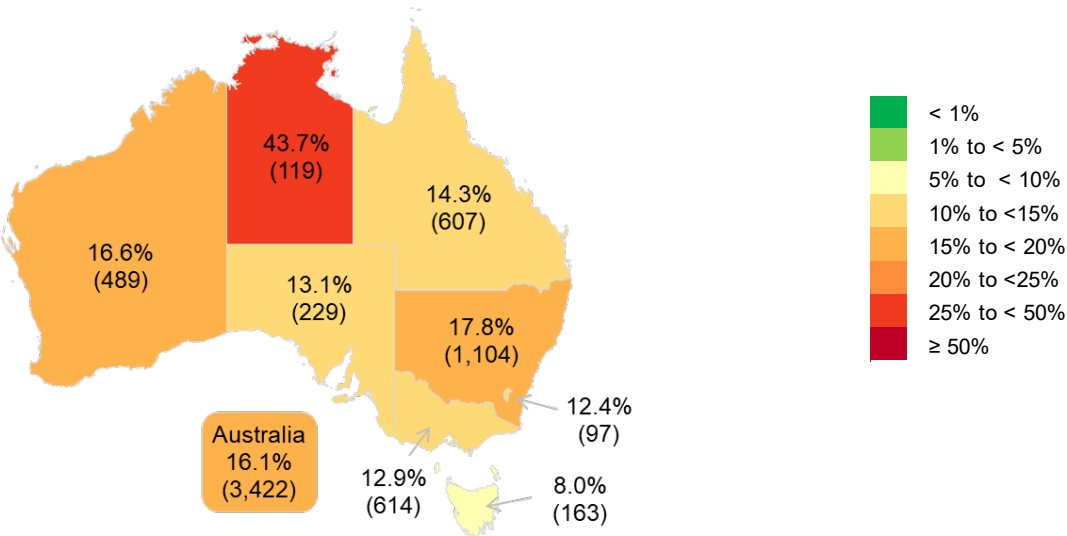 43.7%
(119)
14.3%
(607)
16.6%
(489)
13.1%
(229)
17.8%
(1,104)
12.4%
(97)
Australia
16.1%
(3,422)
12.9%
(614)
8.0%
(163)
< 1%
1% to < 5%
5% to  < 10%
10% to <15%
15% to < 20%
20% to <25%
25% to < 50%
≥ 50%